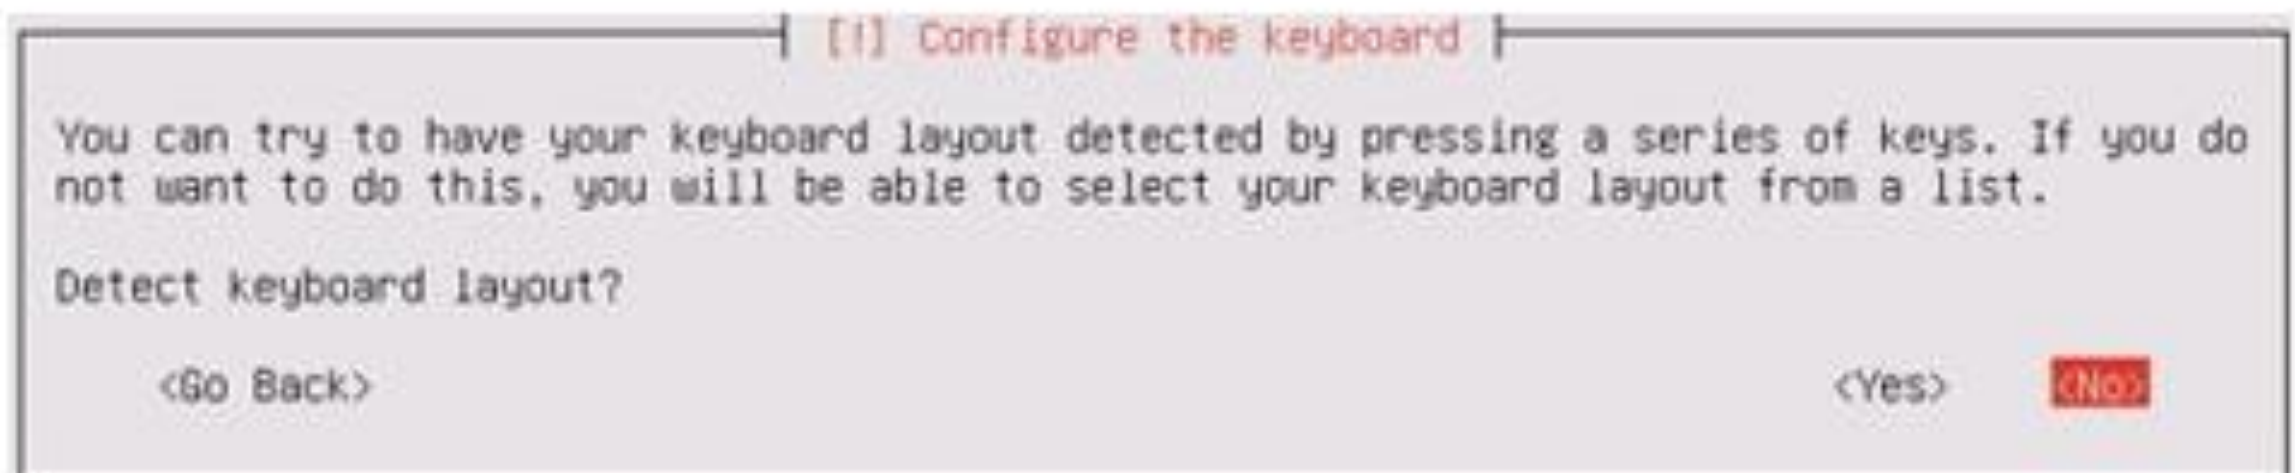 [!] Configure the keyboard
You can try to have your keyboard layout detected by pressing a series of keys. If you do
not want to do this, you will be able to select your keyboard layout from a list.
Detect keyboard layout?
<Go Back> <Yes> <No>